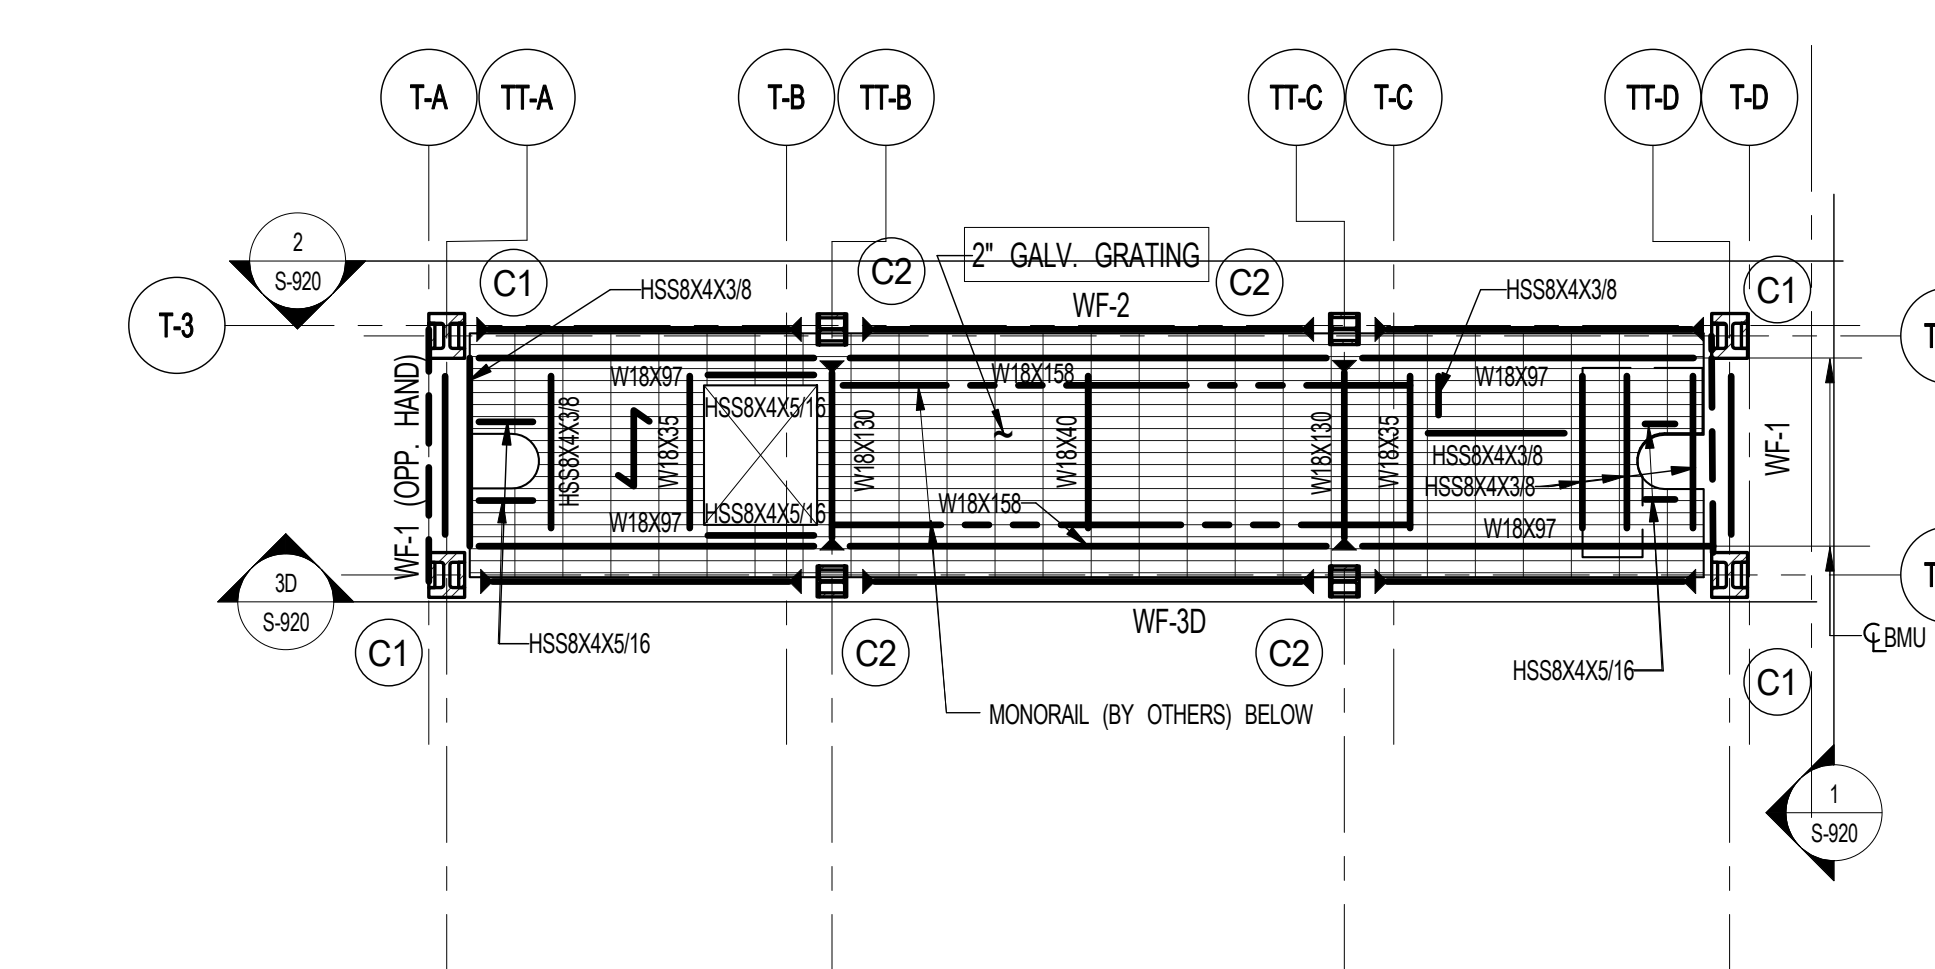 T-A
TT-A
T-B
TT-B
TT-C
T-C
TT-D
T-D
2
S-920
C1
C2
2" GALV. GRATING
C2
C1
HSS8X4X3/8
WF-2
HSS8X4X3/8
T-3
WF-1 (OPP. HAND)
W18X97
W18X158
W18X97
HSS8X4X3/8
W18X35
HSS8X4X5/16
W18X130
W18X40
W18X130
W18X35
HSS8X4X3/8
HSS8X4X3/8
WF-1
W18X97
HSS8X4X5/16
W18X158
W18X97
3D
S-920
C1
HSS8X4X5/16
C2
WF-3D
C2
HSS8X4X5/16
C1
℄ BMU
MONORAIL (BY OTHERS) BELOW
1
S-920